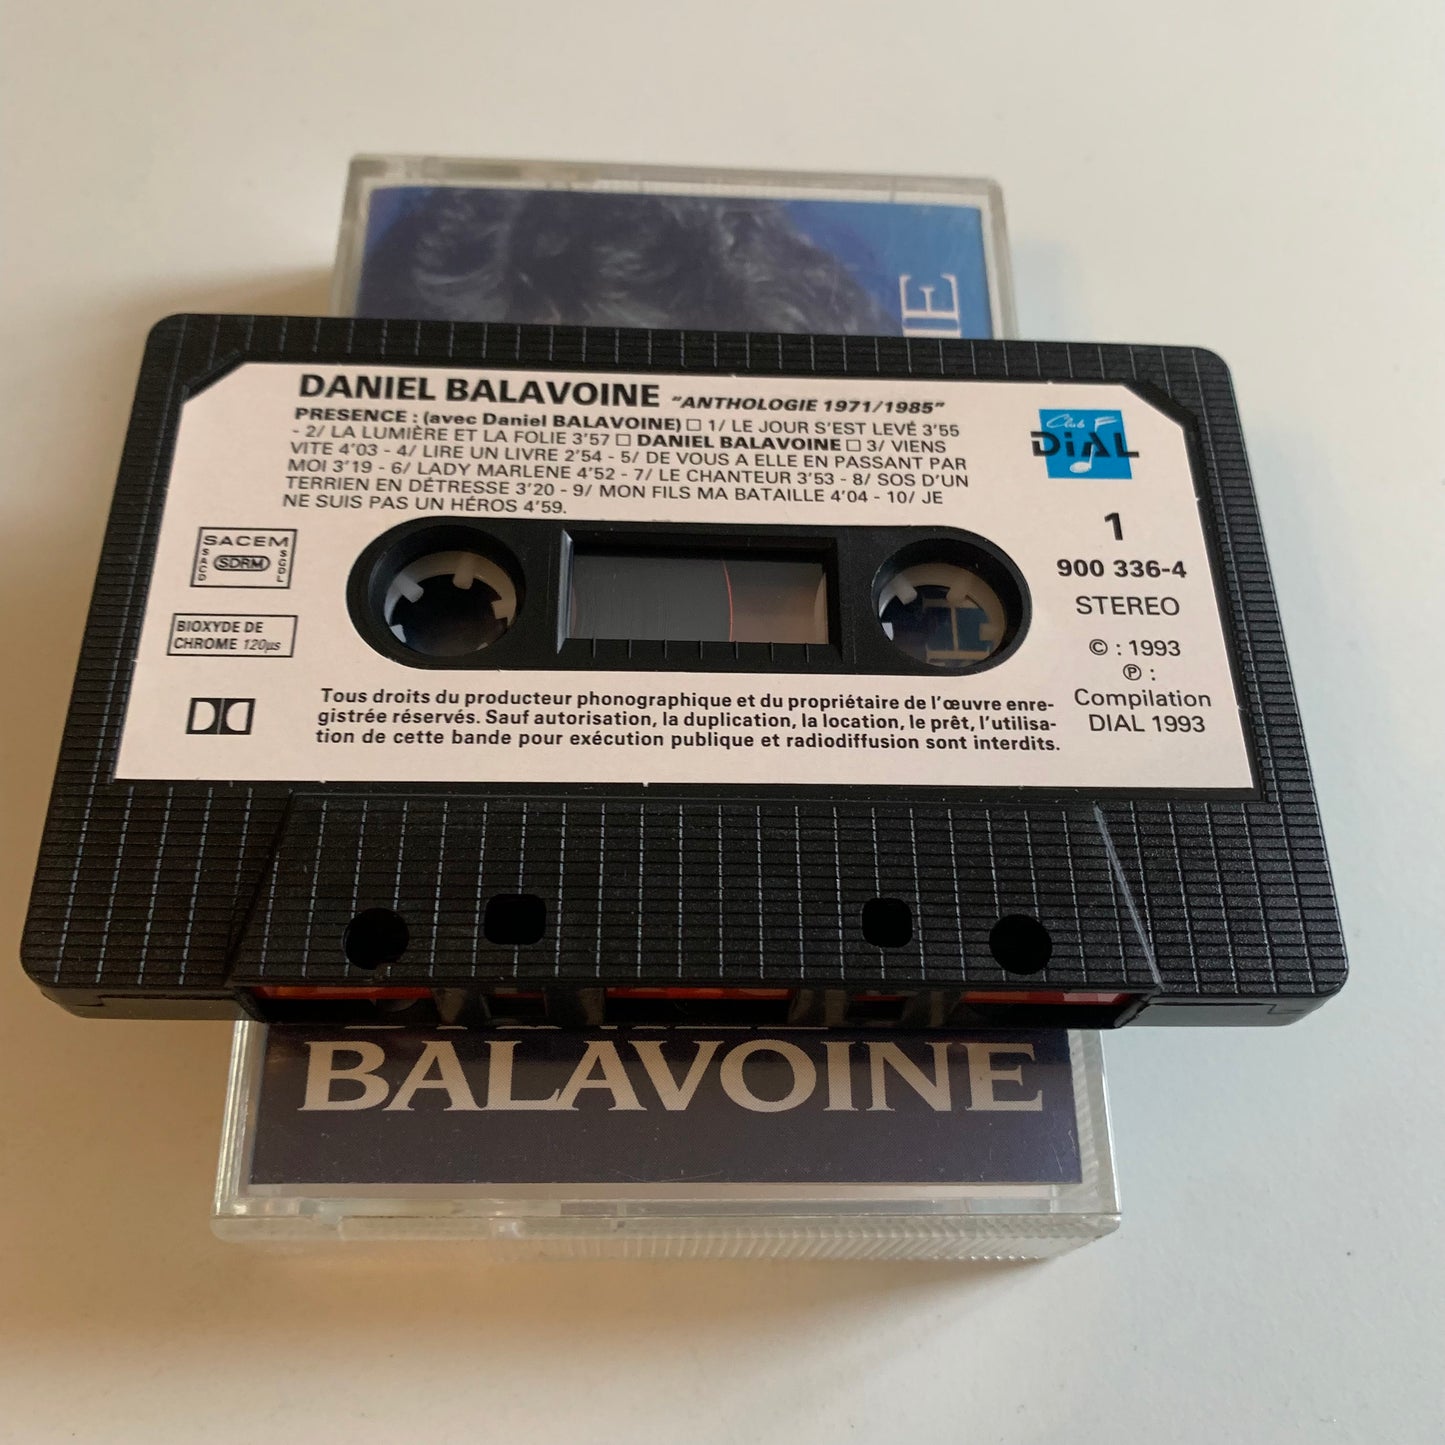 NE
DANIEL BALAVOINE "ANTHOLOGIE 1971/1985"
PRESENCE : (avec Daniel BALAVOINE) □ 1/ LE JOUR S'EST LEVÉ 3'55
- 2/ LA LUMIÈRE ET LA FOLIE 3'57 □ DANIEL BALAVOINE □ 3/ VIENS
VITE 4'03 - 4/ LIRE UN LIVRE 2'54 - 5/ DE VOUS A ELLE EN PASSANT PAR
MOI 3'19 - 6/ LADY MARLENE 4'52 - 7/ LE CHANTEUR 3'53 - 8/ SOS D'UN
TERRIEN EN DÉTRESSE 3'20 - 9/ MON FILS MA BATAILLE 4'04 - 10/ JE
NE SUIS PAS UN HÉROS 4'59.
Club F
DiAL
SACEM
SACD
SDRM
SGDL
BIOXYDE DE
CHROME 120µs
1
900 336-4
STEREO
© : 1993
℗ :
Compilation
DIAL 1993
Tous droits du producteur phonographique et du propriétaire de l'œuvre enre-
gistrée réservés. Sauf autorisation, la duplication, la location, le prêt, l'utilisa-
tion de cette bande pour exécution publique et radiodiffusion sont interdits.
BALAVOINE